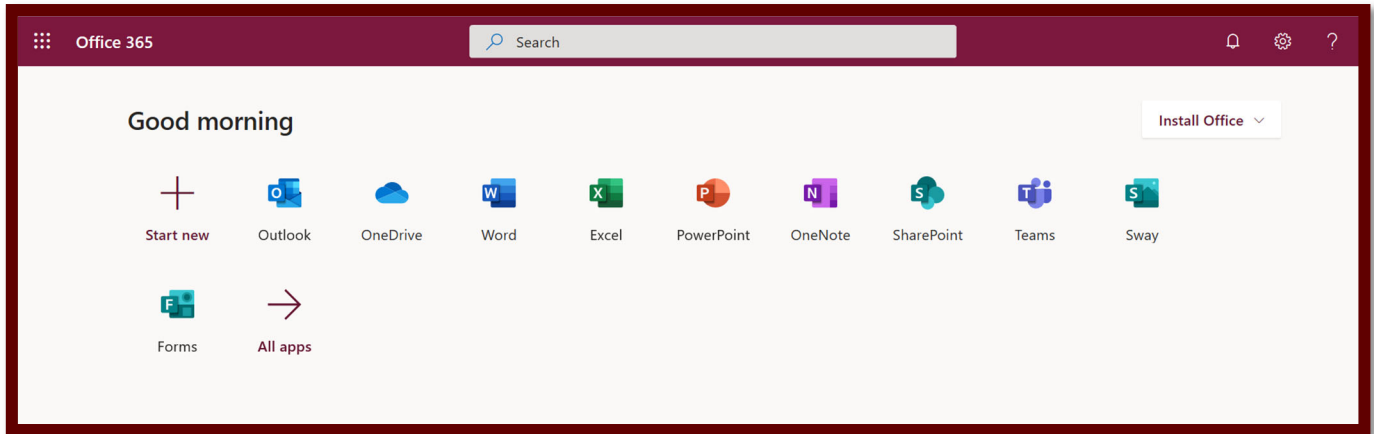 Office 365
Search
Good morning
Install Office
Start new Outlook OneDrive Word Excel PowerPoint OneNote SharePoint Teams Sway
Forms All apps